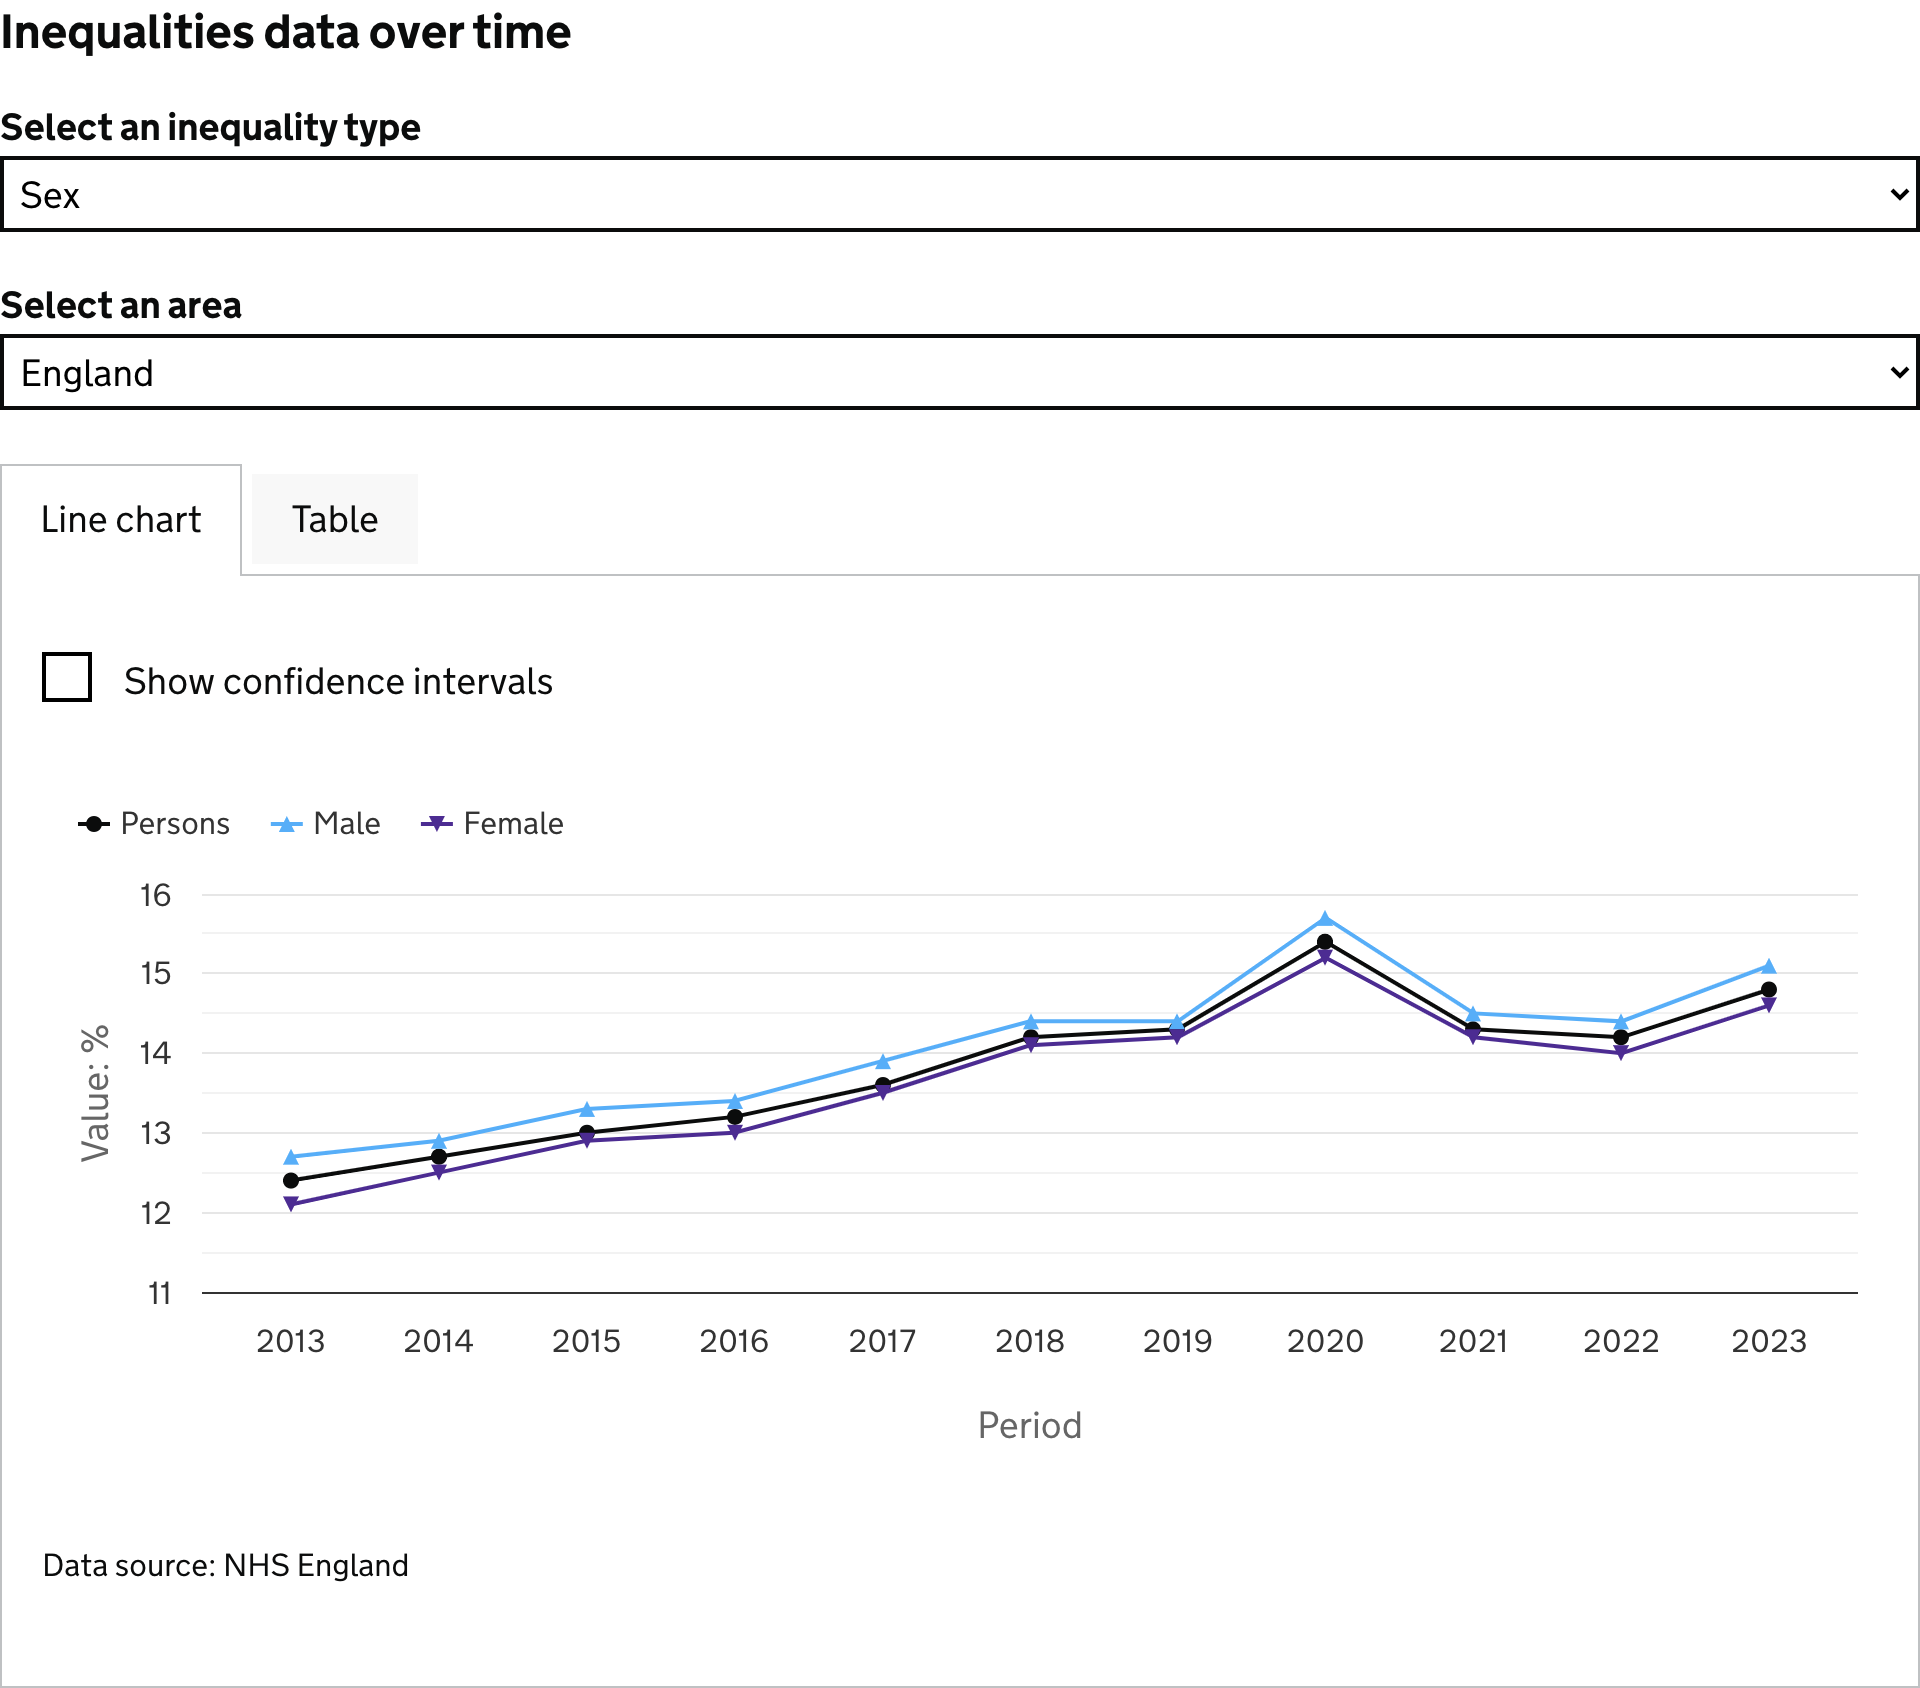 Inequalities data over time
Select an inequality type
Sex
Select an area
England
Line chart Table
Show confidence intervals
Persons Male Female
16
15
14
13
12
11
Value: %
2013 2014 2015 2016 2017 2018 2019 2020 2021 2022 2023
Period
Data source: NHS England